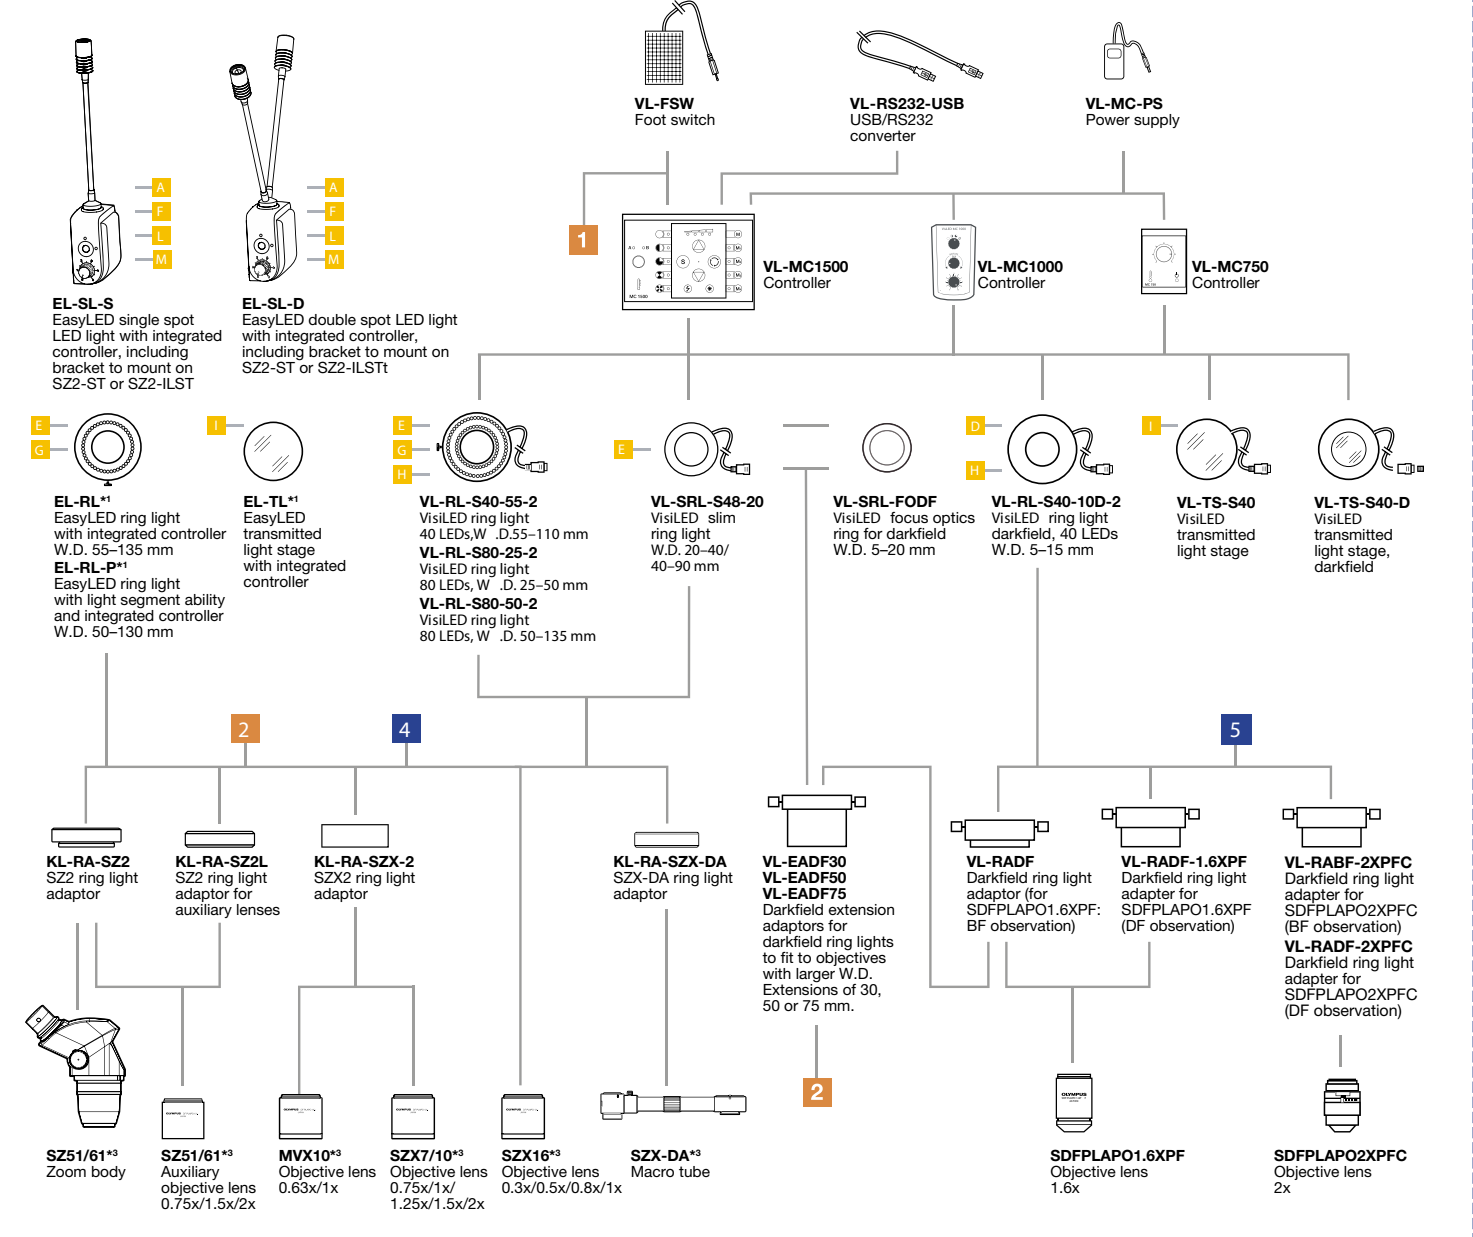 VL-FSW
Foot switch
VL-RS232-USB
USB/RS232
converter
VL-MC-PS
Power supply
A
F
L
M
A
F
L
M
1
EL-SL-S
EasyLED single spot
LED light with integrated
controller, including
bracket to mount on
SZ2-ST or SZ2-ILST
EL-SL-D
EasyLED double spot LED light
with integrated controller,
including bracket to mount on
SZ2-ST or SZ2-ILSTt
A
B
S
MC 1500
VL-MC1500
Controller
VL-MC1000
Controller
VL-MC750
Controller
E
G
I
E
G
H
E
D
H
I
EL-RL*1
EasyLED ring light
with integrated controller
W.D. 55–135 mm
EL-RL-P*1
EasyLED ring light
with light segment ability
and integrated controller
W.D. 50–130 mm
EL-TL*1
EasyLED
transmitted
light stage
with integrated
controller
VL-RL-S40-55-2
VisiLED ring light
40 LEDs,W .D.55–110 mm
VL-RL-S80-25-2
VisiLED ring light
80 LEDs, W .D. 25–50 mm
VL-RL-S80-50-2
VisiLED ring light
80 LEDs, W .D. 50–135 mm
VL-SRL-S48-20
VisiLED slim
ring light
W.D. 20–40/
40–90 mm
VL-SRL-FODF
VisiLED focus optics
ring for darkfield
W.D. 5–20 mm
VL-RL-S40-10D-2
VisiLED ring light
darkfield, 40 LEDs
W.D. 5–15 mm
VL-TS-S40
VisiLED
transmitted
light stage
VL-TS-S40-D
VisiLED
transmitted
light stage,
darkfield
2
4
5
KL-RA-SZ2
SZ2 ring light
adaptor
KL-RA-SZ2L
SZ2 ring light
adaptor for
auxiliary lenses
KL-RA-SZX-2
SZX2 ring light
adaptor
KL-RA-SZX-DA
SZX-DA ring light
adaptor
VL-EADF30
VL-EADF50
VL-EADF75
Darkfield extension
adaptors for
darkfield ring lights
to fit to objectives
with larger W.D.
Extensions of 30,
50 or 75 mm.
VL-RADF
Darkfield ring light
adaptor (for
SDFPLAPO1.6XPF:
BF observation)
VL-RADF-1.6XPF
Darkfield ring light
adapter for
SDFPLAPO1.6XPF
(DF observation)
VL-RABF-2XPFC
Darkfield ring light
adapter for
SDFPLAPO2XPFC
(BF observation)
VL-RADF-2XPFC
Darkfield ring light
adapter for
SDFPLAPO2XPFC
(DF observation)
2
OLYMPUS
OLYMPUS
OLYMPUS
OLYMPUS
OLYMPUS
SZ51/61*3
Zoom body
SZ51/61*3
Auxiliary
objective lens
0.75x/1.5x/2x
MVX10*3
Objective lens
0.63x/1x
SZX7/10*3
Objective lens
0.75x/1x/
1.25x/1.5x/2x
SZX16*3
Objective lens
0.3x/0.5x/0.8x/1x
SZX-DA*3
Macro tube
SDFPLAPO1.6XPF
Objective lens
1.6x
SDFPLAPO2XPFC
Objective lens
2x